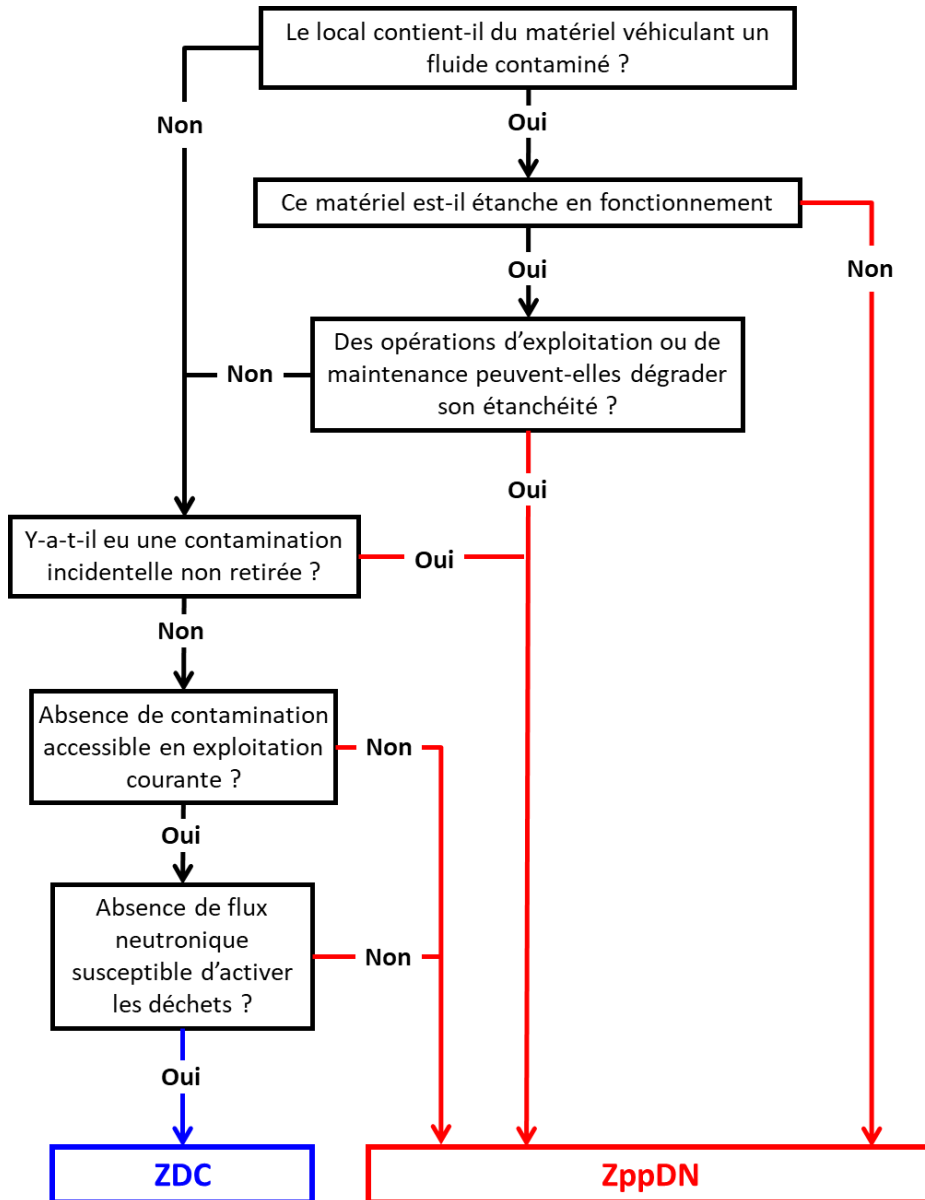 Le local contient-il du matériel véhiculant un
fluide contaminé ?
Non
Oui
Ce matériel est-il étanche en fonctionnement
Oui
Non
Des opérations d'exploitation ou de
maintenance peuvent-elles dégrader
son étanchéité ?
Non
Oui
Y-a-t-il eu une contamination
incidentelle non retirée ?
Oui
Non
Absence de contamination
accessible en exploitation
courante ?
Non
Oui
Absence de flux
neutronique
susceptible d'activer
les déchets ?
Non
Oui
ZDC
ZppDN